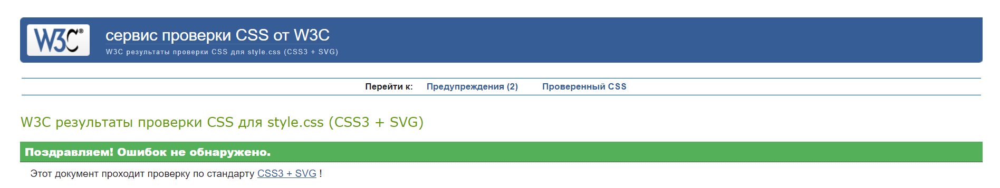 W3C®
сервис проверки CSS от W3C
W3C результаты проверки CSS для style.css (CSS3 + SVG)
Перейти к: Предупреждения (2) Проверенный CSS
W3C результаты проверки CSS для style.css (CSS3 + SVG)
Поздравляем! Ошибок не обнаружено.
Этот документ проходит проверку по стандарту CSS3 + SVG !